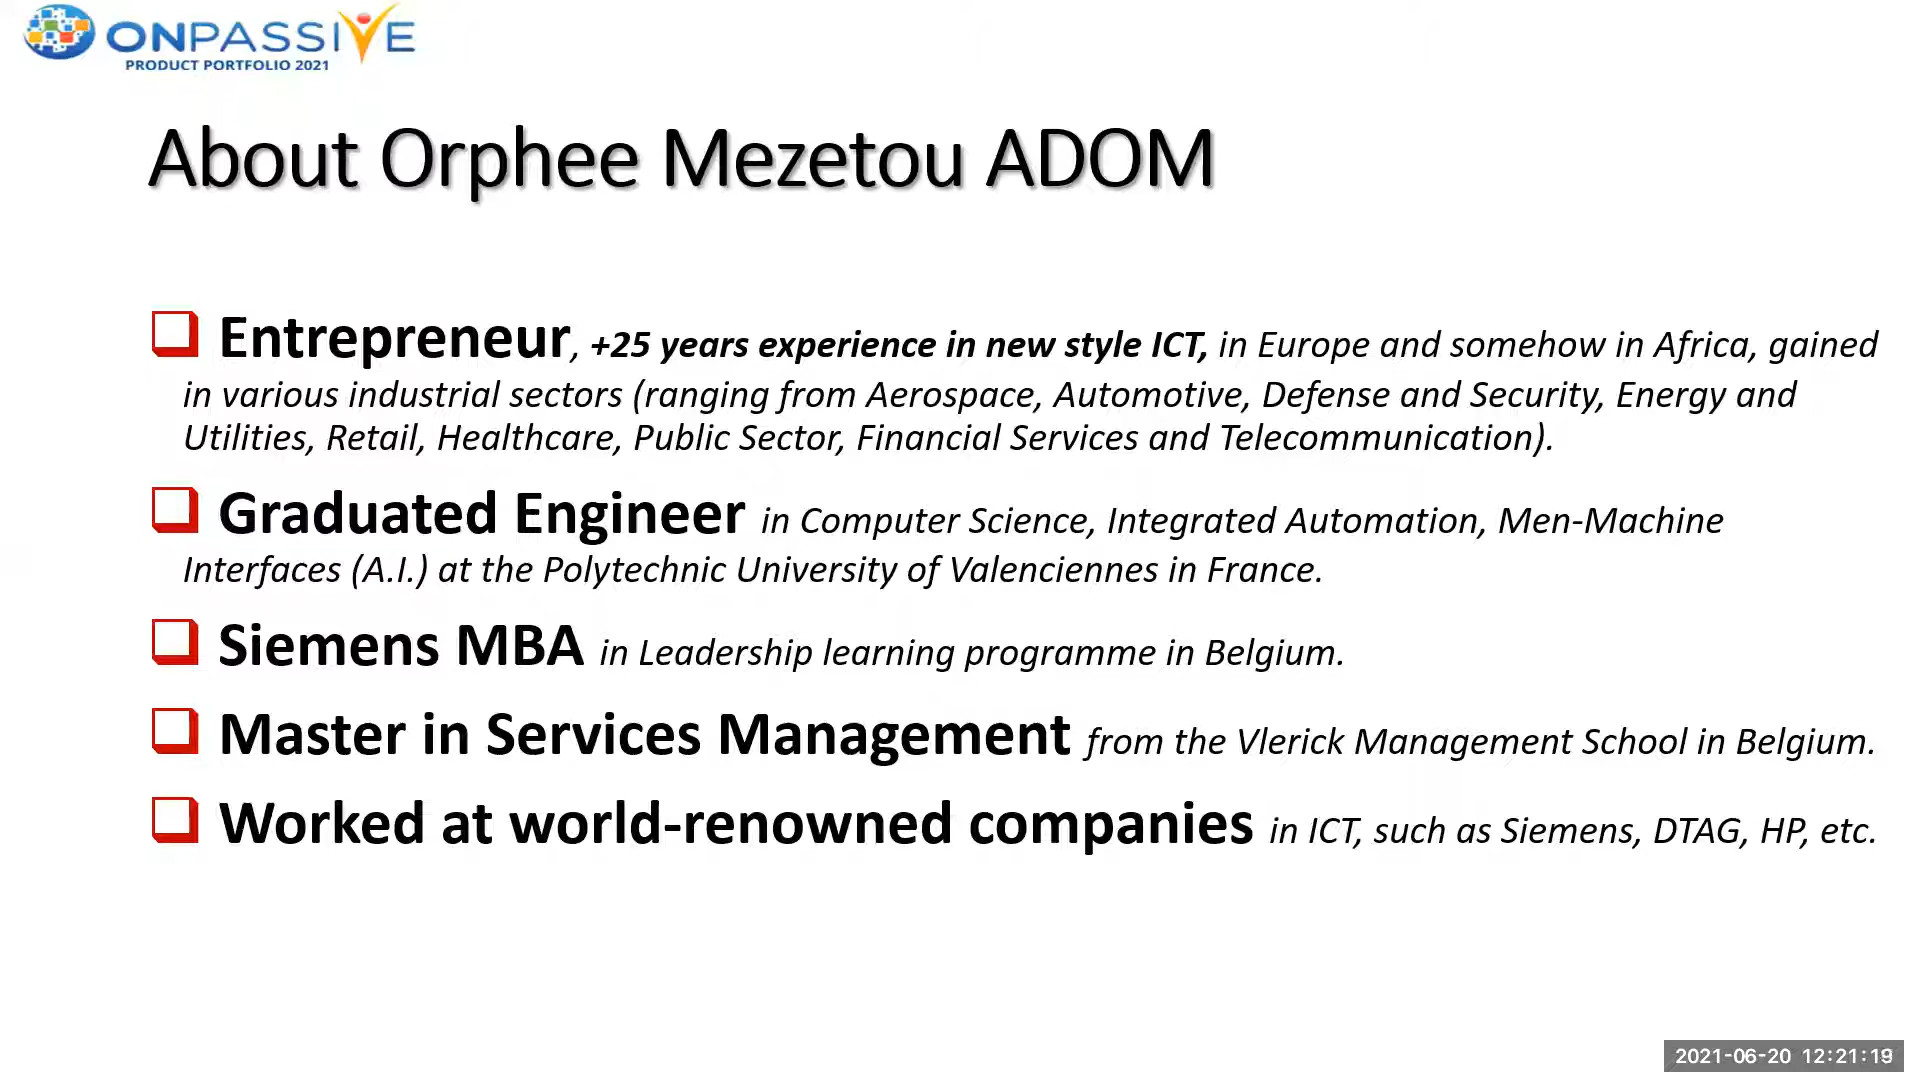 ONPASSIVE
PRODUCT PORTFOLIO 2021
About Orphee Mezetou ADOM
Entrepreneur, +25 years experience in new style ICT, in Europe and somehow in Africa, gained
in various industrial sectors (ranging from Aerospace, Automotive, Defense and Security, Energy and
Utilities, Retail, Healthcare, Public Sector, Financial Services and Telecommunication).
Graduated Engineer in Computer Science, Integrated Automation, Men-Machine
Interfaces (A.I.) at the Polytechnic University of Valenciennes in France.
Siemens MBA in Leadership learning programme in Belgium.
Master in Services Management from the Vlerick Management School in Belgium.
Worked at world-renowned companies in ICT, such as Siemens, DTAG, HP, etc.
2021-06-20 12:21:19